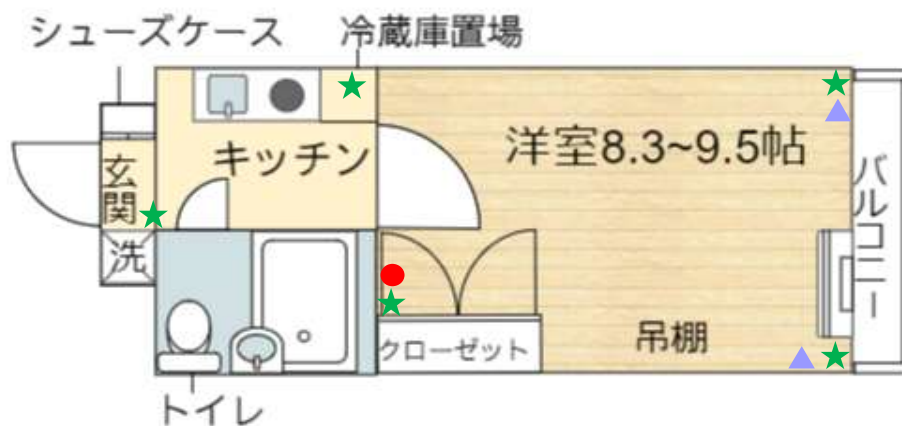 シューズケース
冷蔵庫置場
キッチン
洋室8.3~9.5帖
玄関
洗
バルコニー
クローゼット
吊棚
トイレ